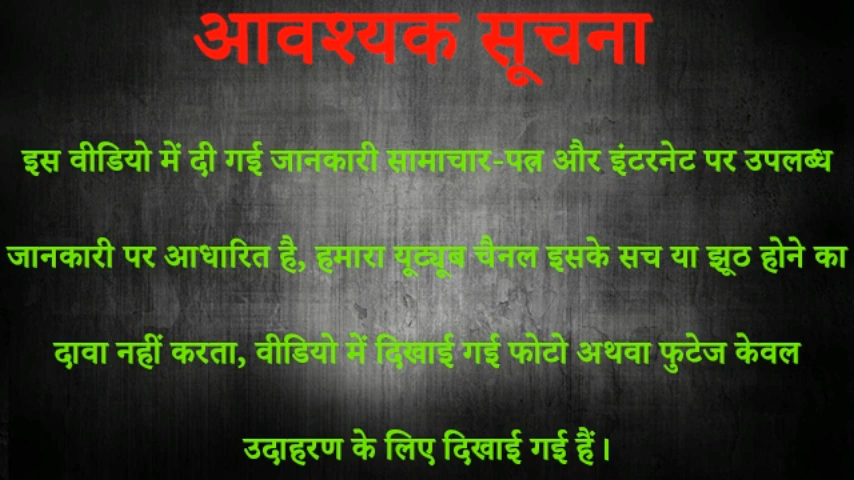 आवश्यक सूचना
इस वीडियो में दी गई जानकारी सामाचार-पत्र और इंटरनेट पर उपलब्ध
जानकारी पर आधारित है, हमारा यूट्यूब चैनल इसके सच या झूठ होने का
दावा नहीं करता, वीडियो में दिखाई गई फोटो अथवा फुटेज केवल
उदाहरण के लिए दिखाई गई हैं।